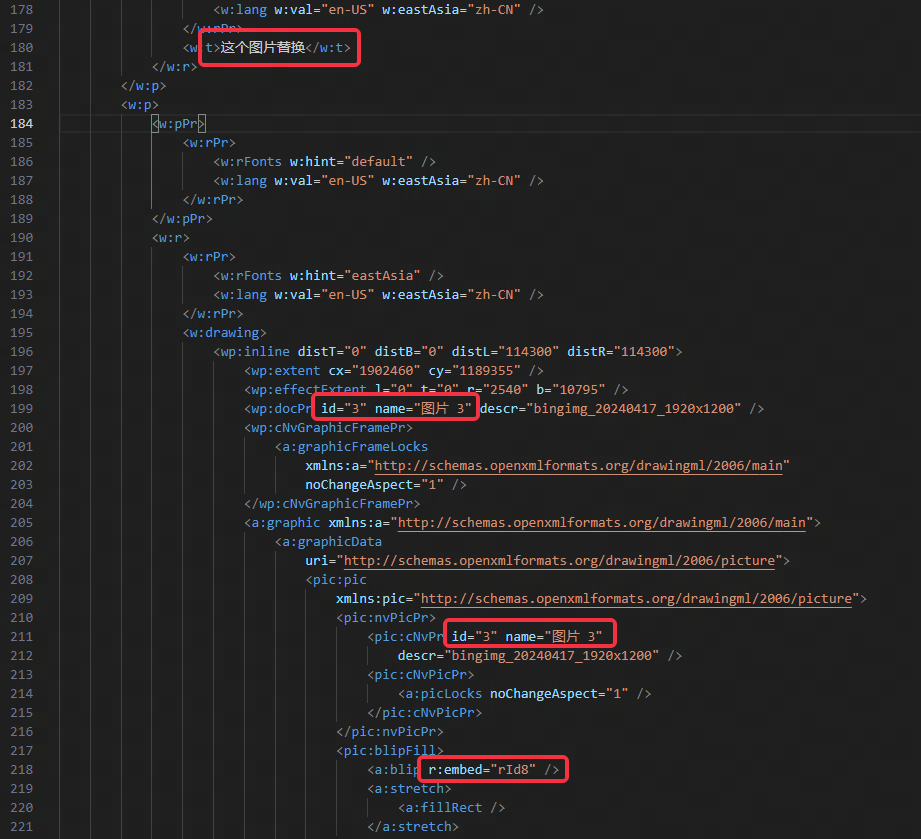 178 <w:lang w:val="en-US" w:eastAsia="zh-CN" />
179 </w:rPr>
180 <w:t>这个图片替换</w:t>
181 </w:r>
182 </w:p>
183 <w:p>
184 <w:pPr>
185 <w:rPr>
186 <w:rFonts w:hint="default" />
187 <w:lang w:val="en-US" w:eastAsia="zh-CN" />
188 </w:rPr>
189 </w:pPr>
190 <w:r>
191 <w:rPr>
192 <w:rFonts w:hint="eastAsia" />
193 <w:lang w:val="en-US" w:eastAsia="zh-CN" />
194 </w:rPr>
195 <w:drawing>
196 <wp:inline distT="0" distB="0" distL="114300" distR="114300">
197 <wp:extent cx="1902460" cy="1189355" />
198 <wp:effectExtent l="0" t="0" r="2540" b="10795" />
199 <wp:docPr id="3" name="图片 3" descr="bingimg_20240417_1920x1200" />
200 <wp:cNvGraphicFramePr>
201 <a:graphicFrameLocks
202 xmlns:a="http://schemas.openxmlformats.org/drawingml/2006/main"
203 noChangeAspect="1" />
204 </wp:cNvGraphicFramePr>
205 <a:graphic xmlns:a="http://schemas.openxmlformats.org/drawingml/2006/main">
206 <a:graphicData
207 uri="http://schemas.openxmlformats.org/drawingml/2006/picture">
208 <pic:pic
209 xmlns:pic="http://schemas.openxmlformats.org/drawingml/2006/picture">
210 <pic:nvPicPr>
211 <pic:cNvPr id="3" name="图片 3"
212 descr="bingimg_20240417_1920x1200" />
213 <pic:cNvPicPr>
214 <a:picLocks noChangeAspect="1" />
215 </pic:cNvPicPr>
216 </pic:nvPicPr>
217 <pic:blipFill>
218 <a:blip r:embed="rId8" />
219 <a:stretch>
220 <a:fillRect />
221 </a:stretch>